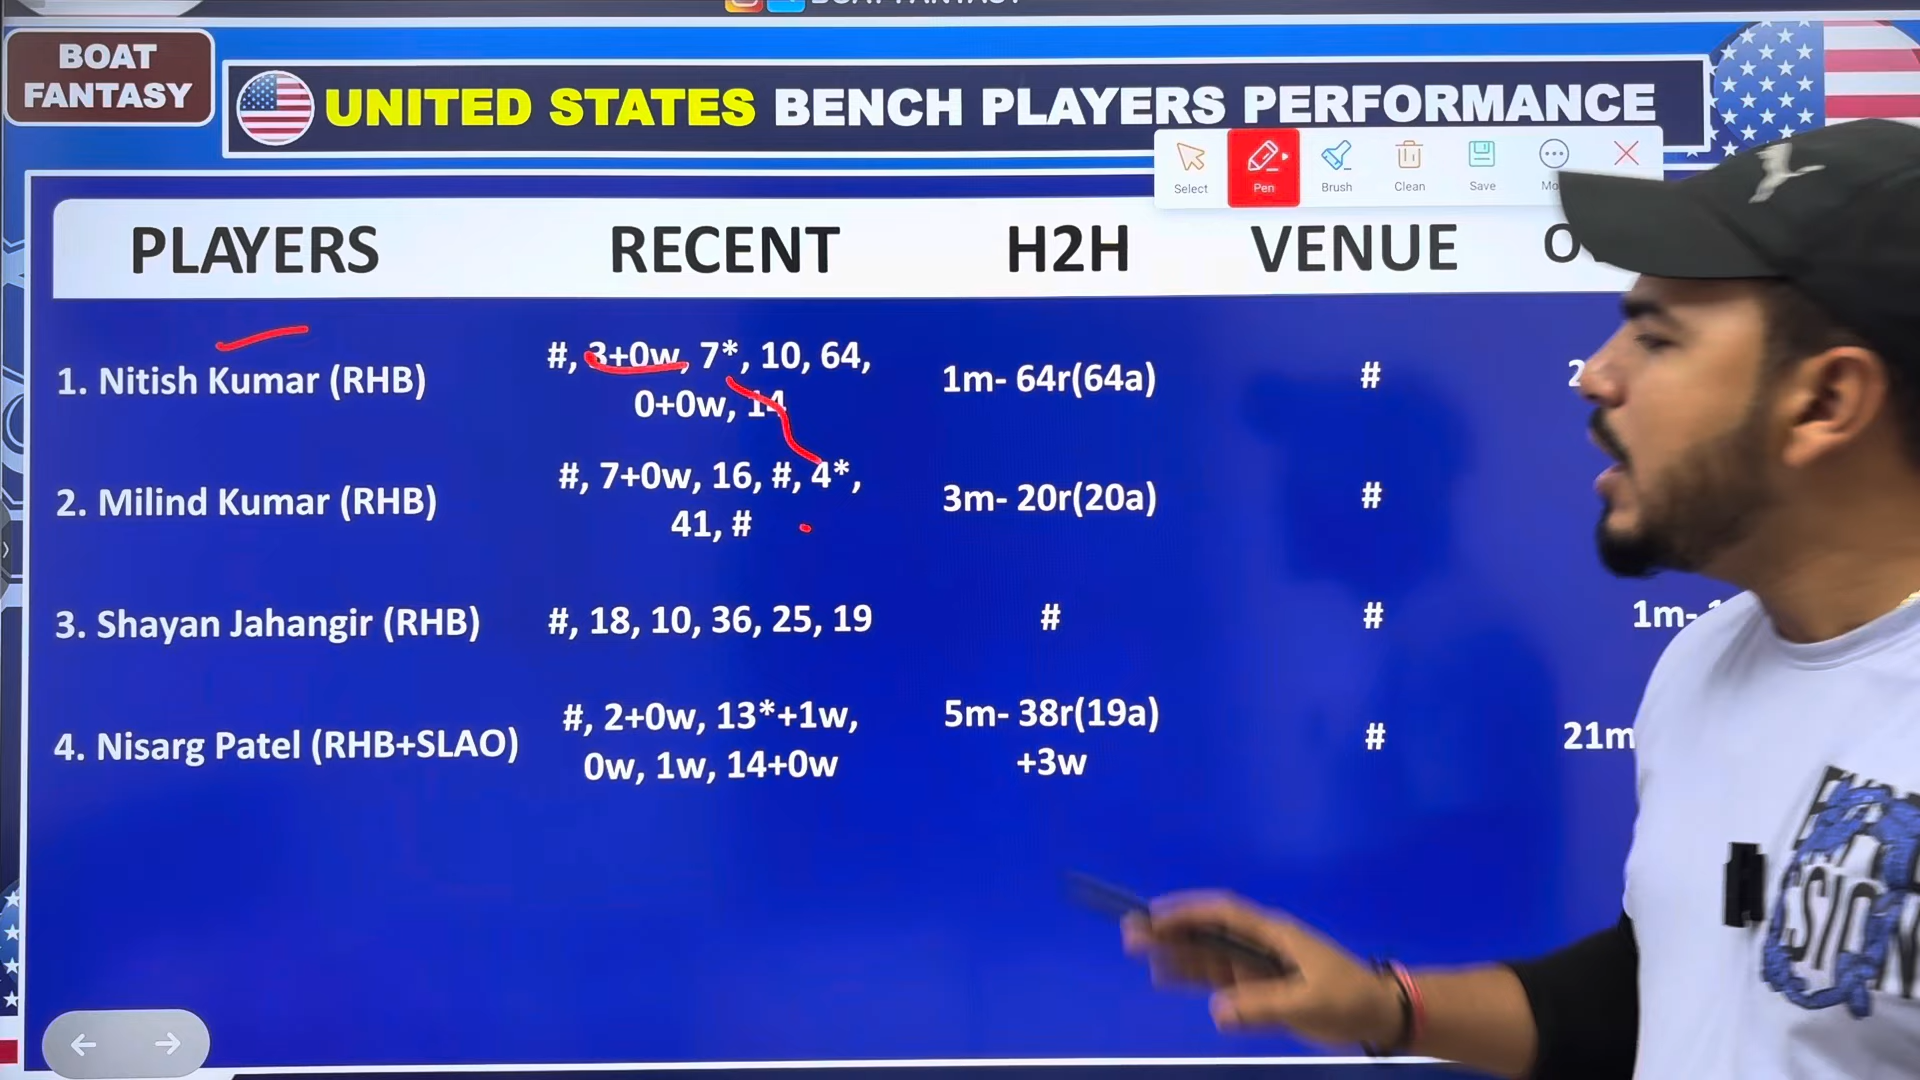 BOAT
FANTASY
UNITED STATES BENCH PLAYERS PERFORMANCE
Select
Pen
Brush
Clean
Save
PLAYERS
RECENT
H2H
VENUE
1. Nitish Kumar (RHB)
#, 3+0w, 7*, 10, 64,
0+0w, 14
1m- 64r(64a)
#
2. Milind Kumar (RHB)
#, 7+0w, 16, #, 4*,
41, #
3m- 20r(20a)
#
3. Shayan Jahangir (RHB)
#, 18, 10, 36, 25, 19
#
#
1m-
4. Nisarg Patel (RHB+SLAO)
#, 2+0w, 13*+1w,
0w, 1w, 14+0w
5m- 38r(19a)
+3w
#
21m